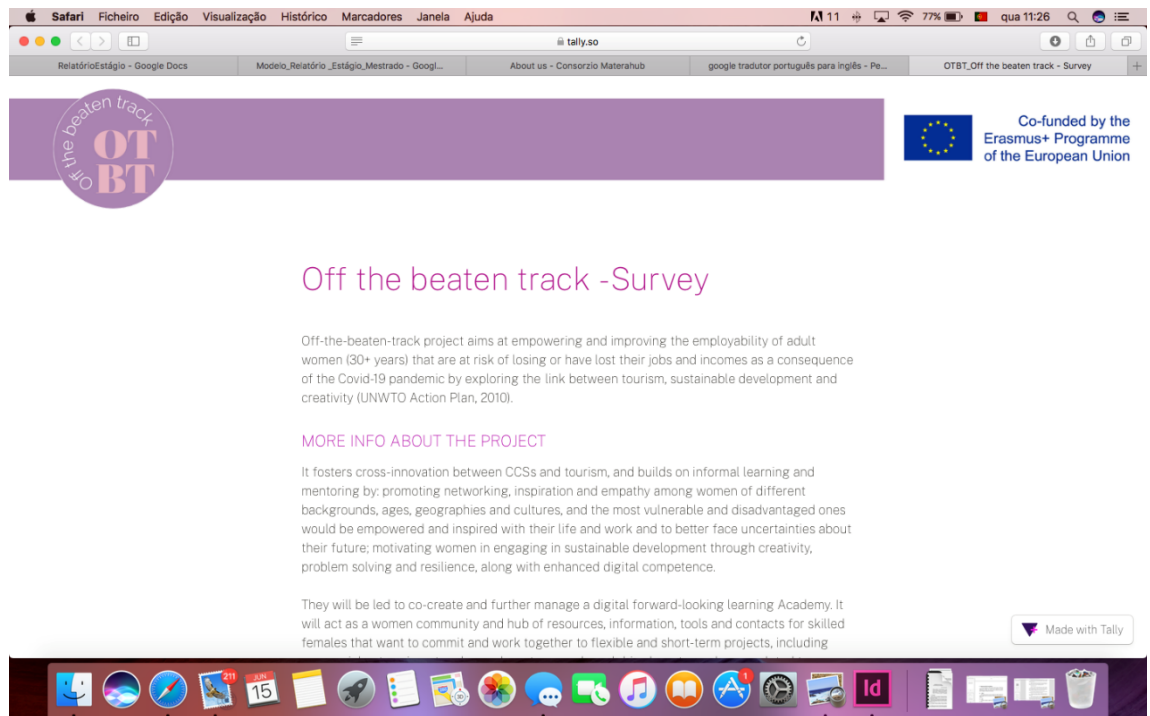 Safari Ficheiro Edição Visualização Histórico Marcadores Janela Ajuda 11 77% qua 11:26
tally.so
RelatórioEstágio - Google Docs
Modelo_Relatório _Estágio_Mestrado - Googl...
About us - Consorzio Materahub
google tradutor português para inglês - Pe...
OTBT_Off the beaten track - Survey
Off the beaten track
OT
BT
Co-funded by the
Erasmus+ Programme
of the European Union
Off the beaten track -Survey
Off-the-beaten-track project aims at empowering and improving the employability of adult
women (30+ years) that are at risk of losing or have lost their jobs and incomes as a consequence
of the Covid-19 pandemic by exploring the link between tourism, sustainable development and
creativity (UNWTO Action Plan, 2010).
MORE INFO ABOUT THE PROJECT
It fosters cross-innovation between CCSs and tourism, and builds on informal learning and
mentoring by: promoting networking, inspiration and empathy among women of different
backgrounds, ages, geographies and cultures, and the most vulnerable and disadvantaged ones
would be empowered and inspired with their life and work and to better face uncertainties about
their future; motivating women in engaging in sustainable development through creativity,
problem solving and resilience, along with enhanced digital competence.
They will be led to co-create and further manage a digital forward-looking learning Academy. It
will act as a women community and hub of resources, information, tools and contacts for skilled
females that want to commit and work together to flexible and short-term projects, including
Made with Tally
211
JUN
15
1
Id